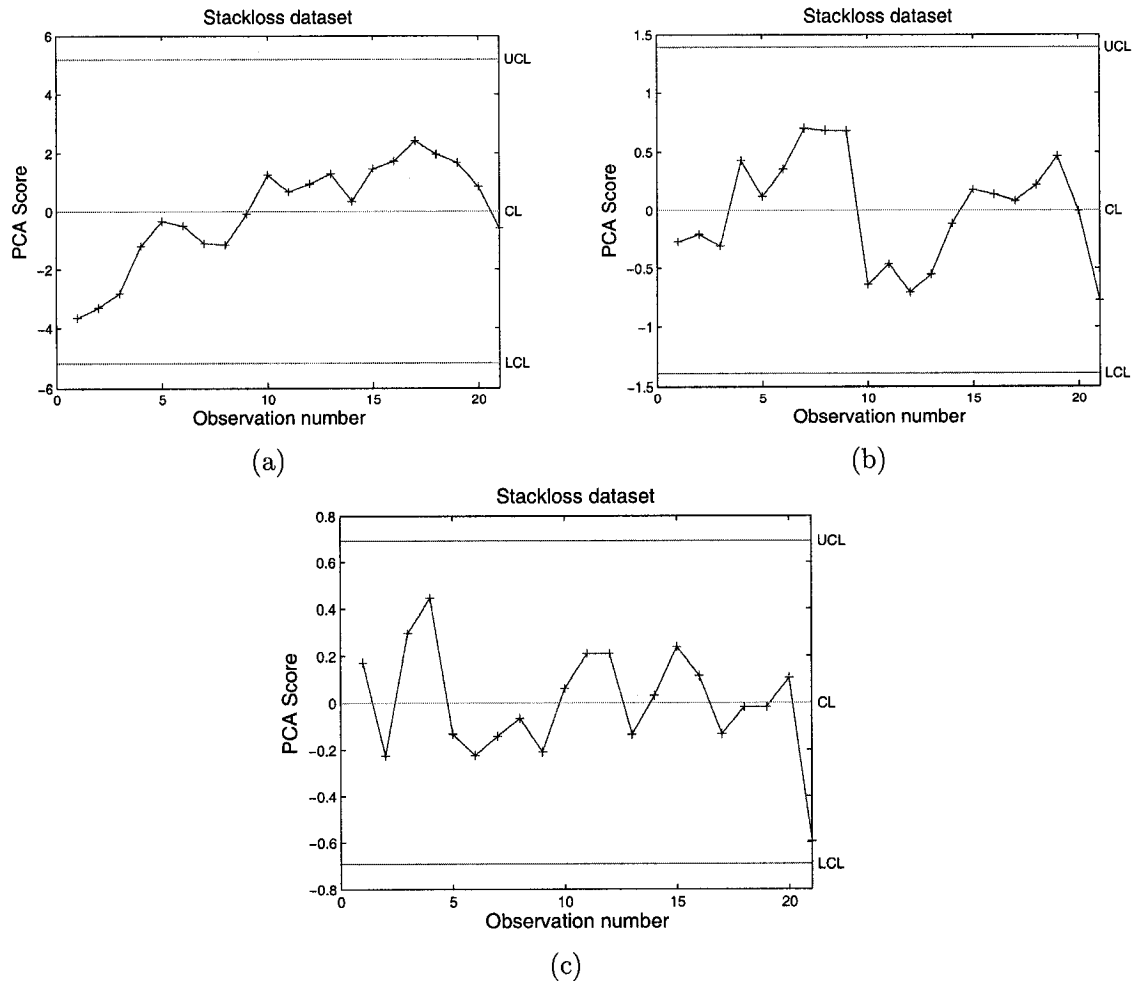 Stackloss dataset
6
UCL
4
2
0
CL
−2
−4
LCL
−6
0 5 10 15 20
PCA Score
Observation number
(a)
Stackloss dataset
1.5
UCL
1
0.5
0
CL
−0.5
−1
LCL
−1.5
0 5 10 15 20
PCA Score
Observation number
(b)
Stackloss dataset
0.8
UCL
0.6
0.4
0.2
0
CL
−0.2
−0.4
−0.6
LCL
−0.8
0 5 10 15 20
PCA Score
Observation number
(c)